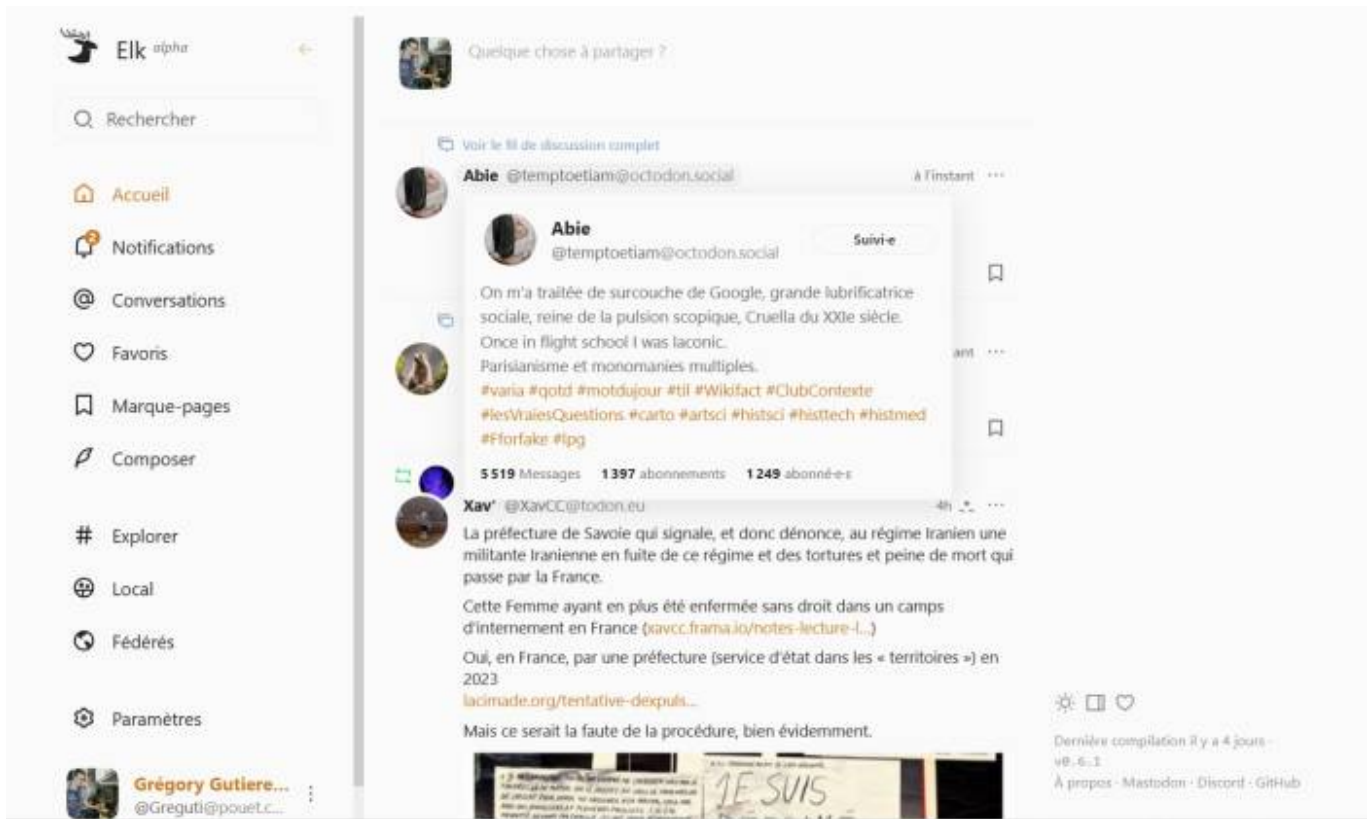 Elk alpha
Rechercher
Accueil
2
Notifications
@ Conversations
Favoris
Marque-pages
Composer
# Explorer
Local
Fédérés
Paramètres
Grégory Gutiere...
@Greguti@pouet.c...
Quelque chose à partager ?
Voir le fil de discussion complet
Abie @temptoetiam@octodon.social à l'instant ...
Abie
@temptoetiam@octodon.social
Suivi·e
On m'a traitée de surcouche de Google, grande lubrificatrice
sociale, reine de la pulsion scopique, Cruella du XXIe siècle.
Once in flight school I was laconic.
Parisianisme et monomanies multiples.
#varia #qotd #motdujour #til #Wikifact #ClubContexte
#lesVraiesQuestions #carto #artsci #histsci #histtech #histmed
#Fforfake #lpg
5 519 Messages 1 397 abonnements 1 249 abonné·e·s
ant ...
Xav' @XavCC@todon.eu 4h ...
La préfecture de Savoie qui signale, et donc dénonce, au régime Iranien une
militante Iranienne en fuite de ce régime et des tortures et peine de mort qui
passe par la France.
Cette Femme ayant en plus été enfermée sans droit dans un camps
d'internement en France (xavcc.frama.io/notes-lecture-l...)
Oui, en France, par une préfecture (service d'état dans les « territoires ») en
2023
lacimade.org/tentative-dexpuls...
Mais ce serait la faute de la procédure, bien évidemment.
JE SUIS
Dernière compilation il y a 4 jours ·
v0.6.1
À propos · Mastodon · Discord · GitHub